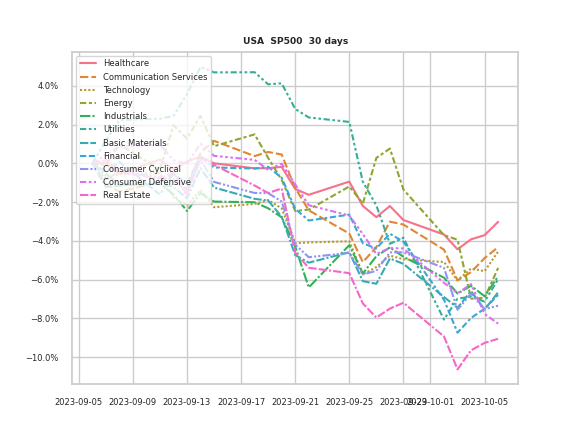 USA SP500 30 days
Healthcare
Communication Services
Technology
Energy
Industrials
Utilities
Basic Materials
Financial
Consumer Cyclical
Consumer Defensive
Real Estate
4.0%
2.0%
0.0%
−2.0%
−4.0%
−6.0%
−8.0%
−10.0%
2023-09-05 2023-09-09 2023-09-13 2023-09-17 2023-09-21 2023-09-25 2023-09-29 2023-10-01 2023-10-05